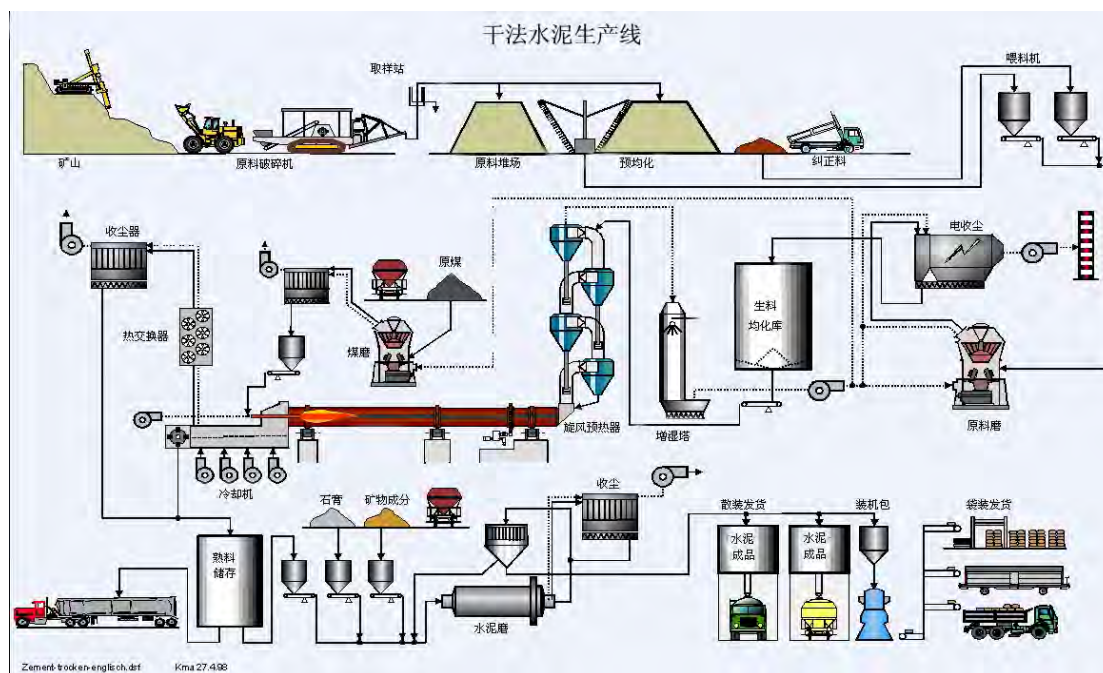 干法水泥生产线
取样站
喂料机
矿山
原料破碎机
原料堆场
预均化
纠正料
收尘器
原煤
电收尘
生料
均化库
热交换器
煤磨
旋风预热器
增湿塔
原料磨
冷却机
石膏
矿物成分
收尘
散装发货
装机包
袋装发货
水泥
成品
水泥
成品
熟料
储存
水泥磨
Zement-trocken-englisch.dsf
Kma 27.4.98